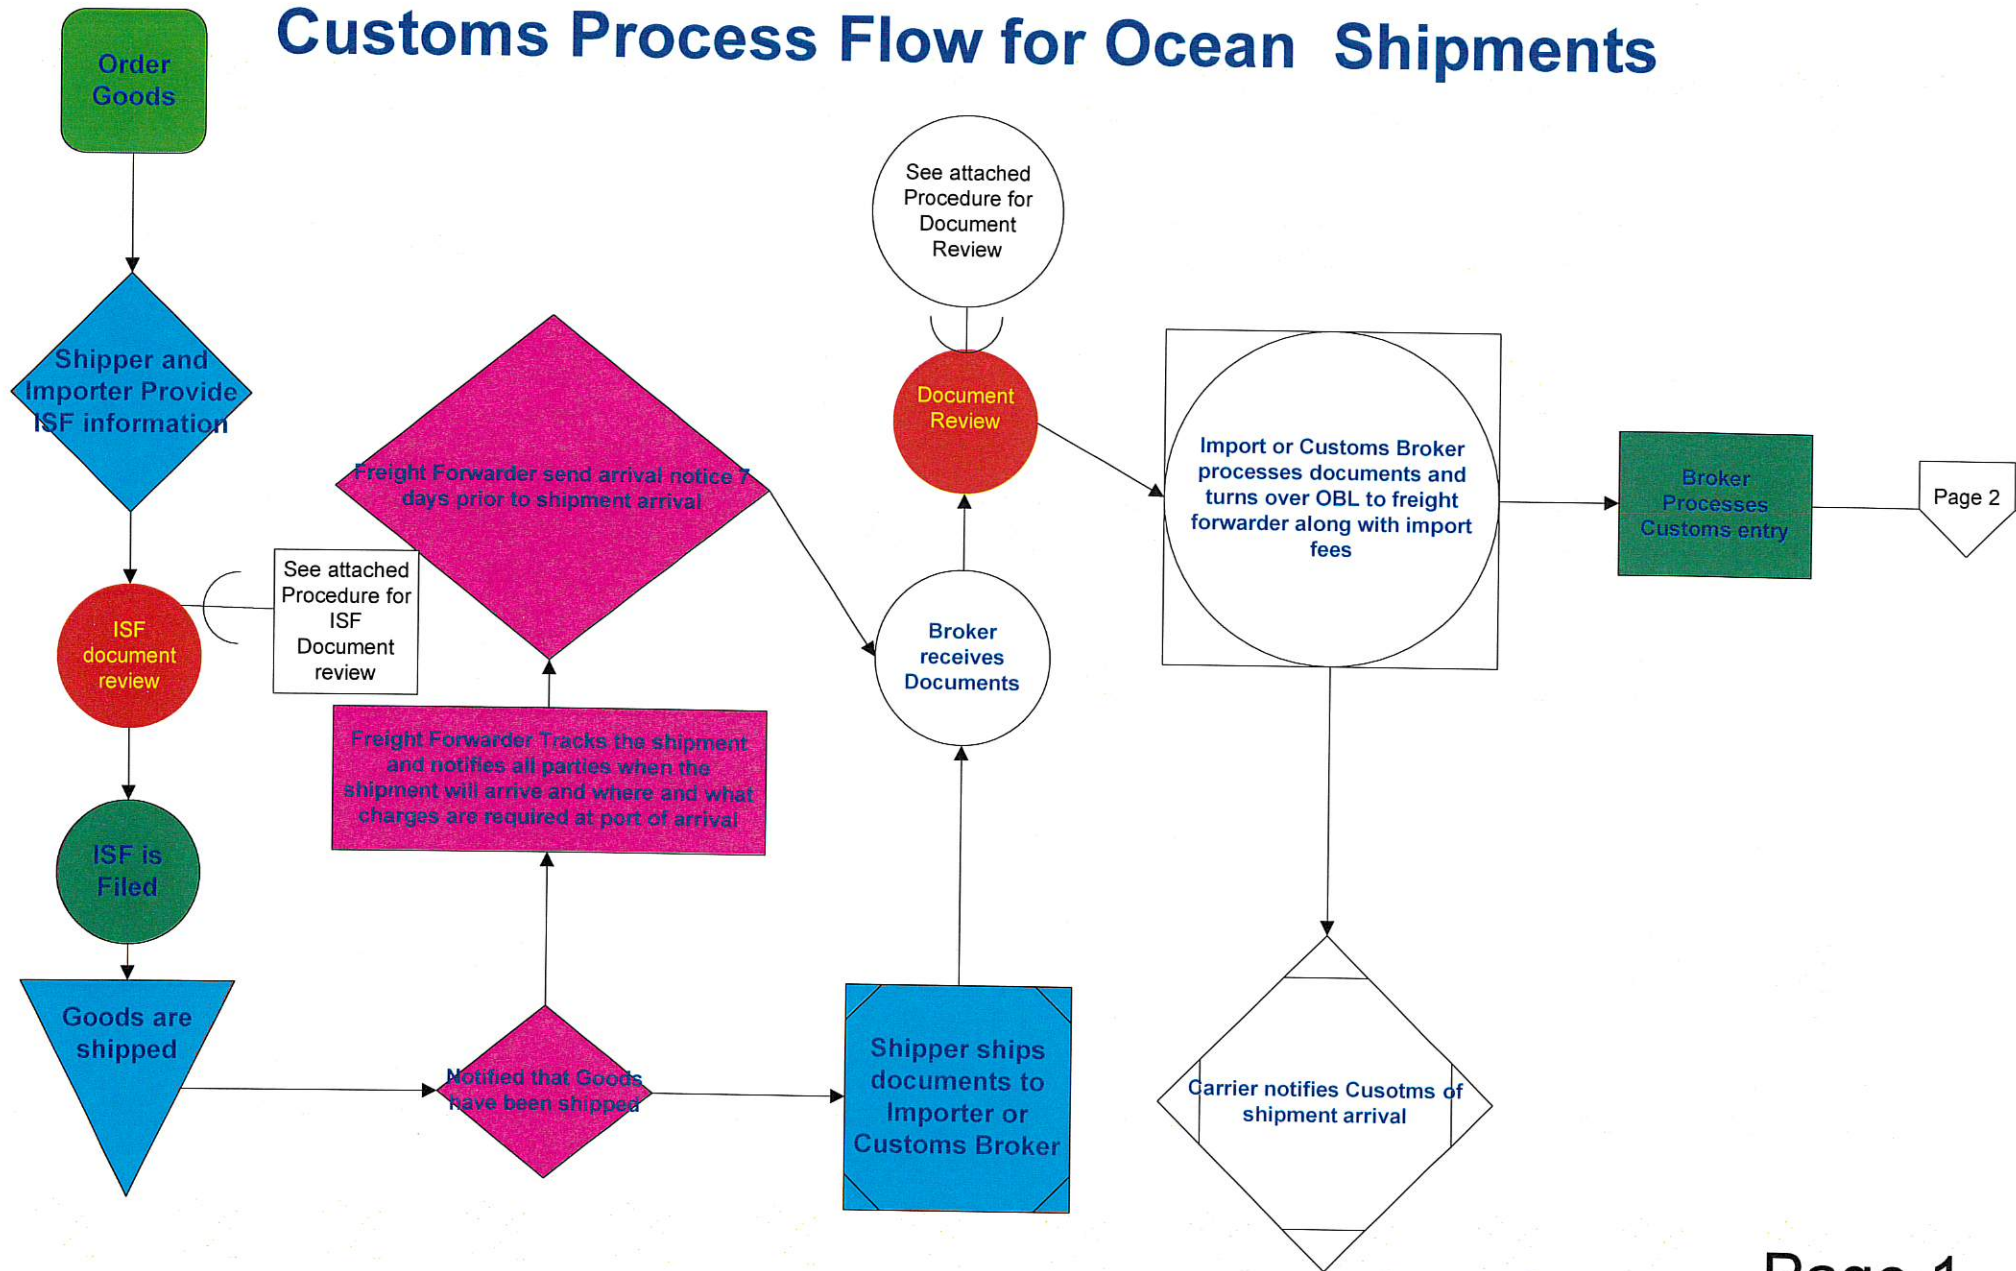 Customs Process Flow for Ocean Shipments
Order
Goods
Shipper and
Importer Provide
ISF information
ISF
document
review
See attached
Procedure for
ISF
Document
review
ISF is
Filed
Goods are
shipped
Notified that Goods
have been shipped
Freight Forwarder Tracks the shipment
and notifies all parties when the
shipment will arrive and where and what
charges are required at port of arrival
Freight Forwarder send arrival notice 7
days prior to shipment arrival
Shipper ships
documents to
Importer or
Customs Broker
Broker
receives
Documents
Document
Review
See attached
Procedure for
Document
Review
Import or Customs Broker
processes documents and
turns over OBL to freight
forwarder along with import
fees
Carrier notifies Cusotms of
shipment arrival
Broker
Processes
Customs entry
Page 2
Page 1